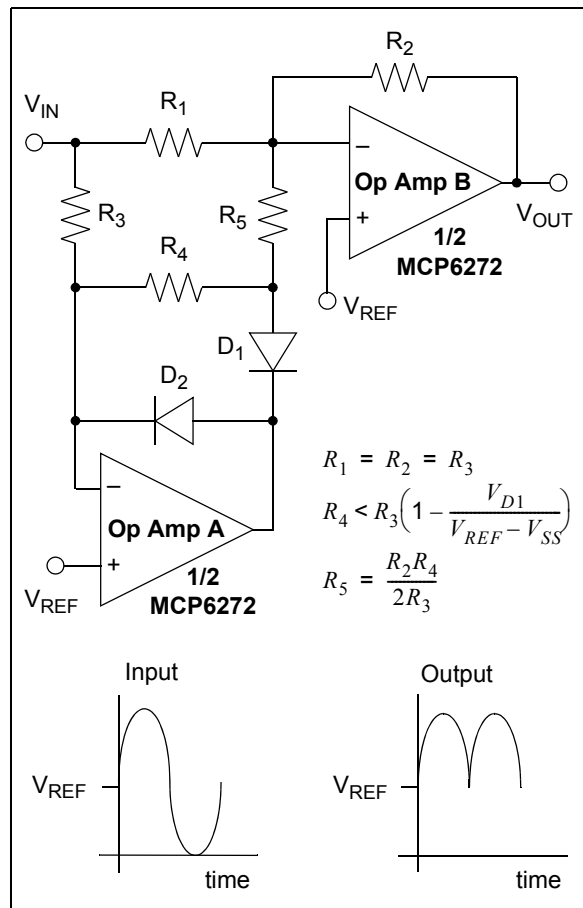 R2
VIN
R1
−
Op Amp B
+
VOUT
R3
R5
1/2
MCP6272
R4
VREF
D1
D2
R1 = R2 = R3
−
R4 < R3(1 − VD1 / (VREF − VSS))
Op Amp A
+
R5 = R2R4 / 2R3
VREF
1/2
MCP6272
Input
Output
VREF
VREF
time
time